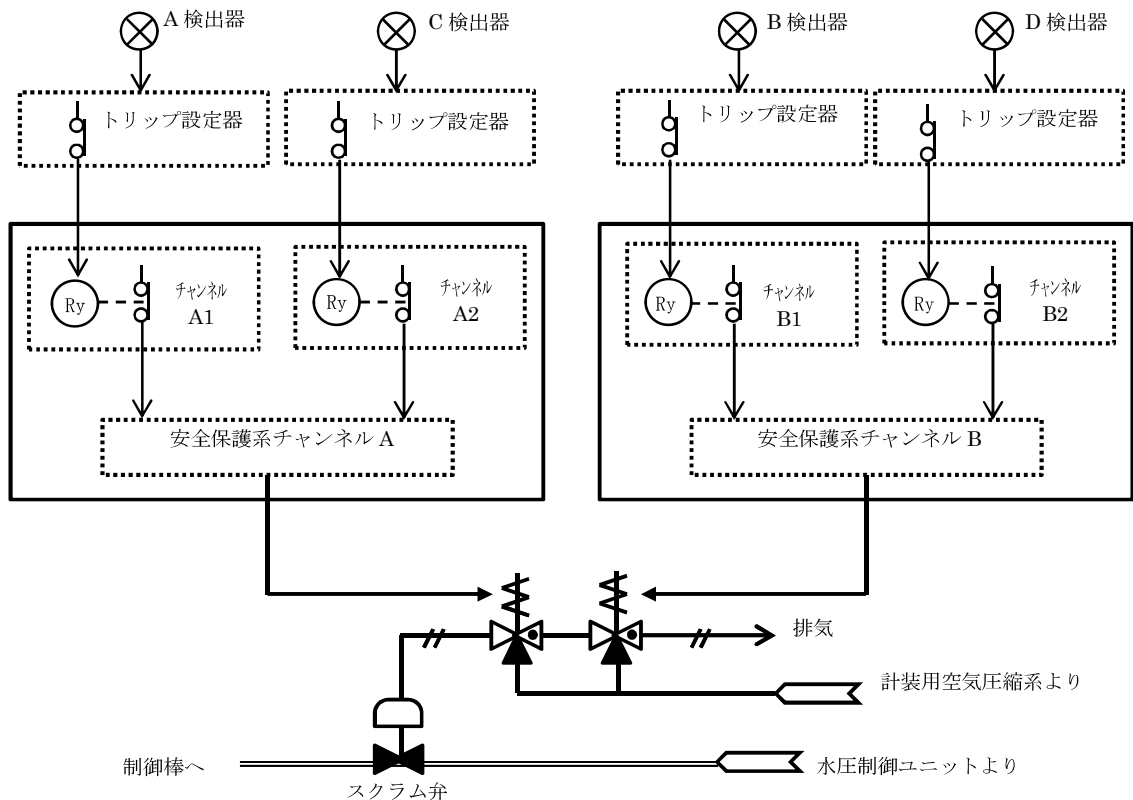 A 検出器
C 検出器
B 検出器
D 検出器
トリップ設定器
トリップ設定器
トリップ設定器
トリップ設定器
Ry
チャンネル
A1
Ry
チャンネル
A2
Ry
チャンネル
B1
Ry
チャンネル
B2
安全保護系チャンネル A
安全保護系チャンネル B
排気
計装用空気圧縮系より
制御棒へ
水圧制御ユニットより
スクラム弁